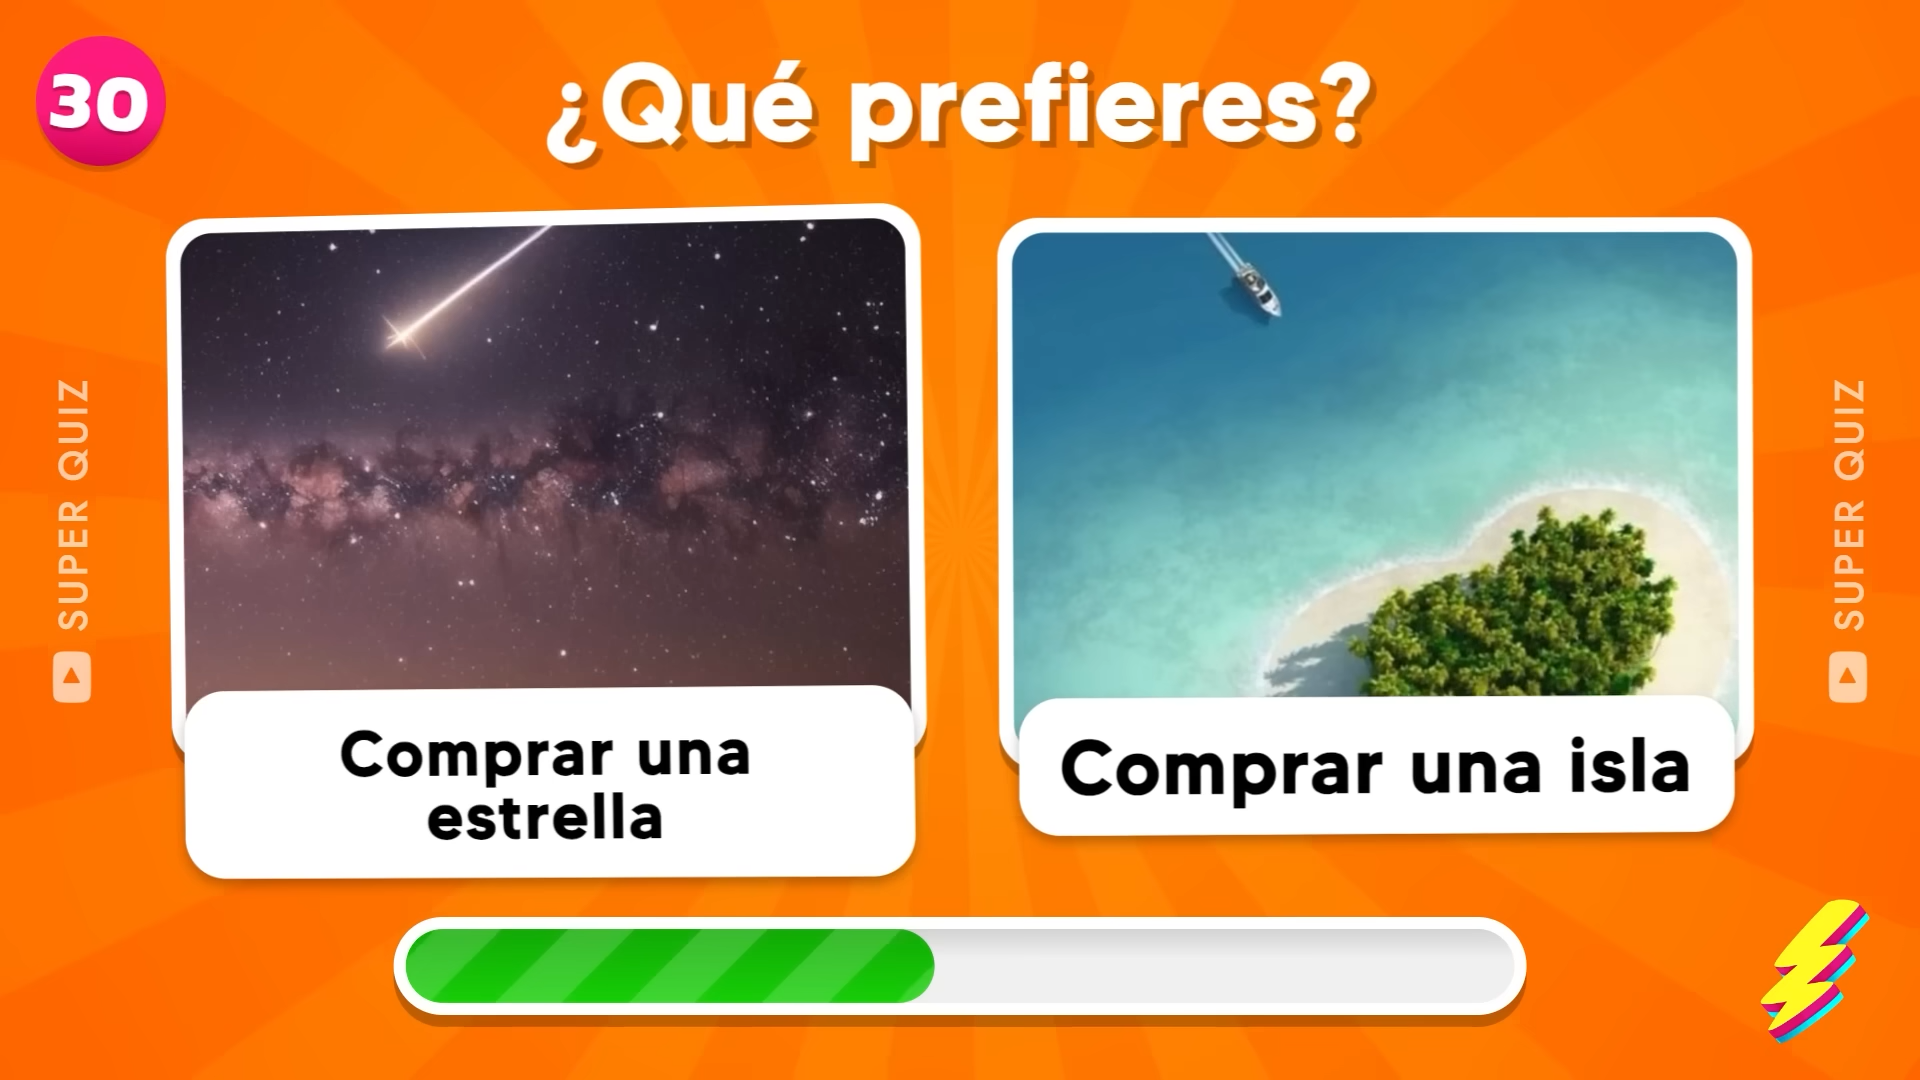 30
¿Qué prefieres?
SUPER QUIZ
SUPER QUIZ
Comprar una
estrella
Comprar una isla